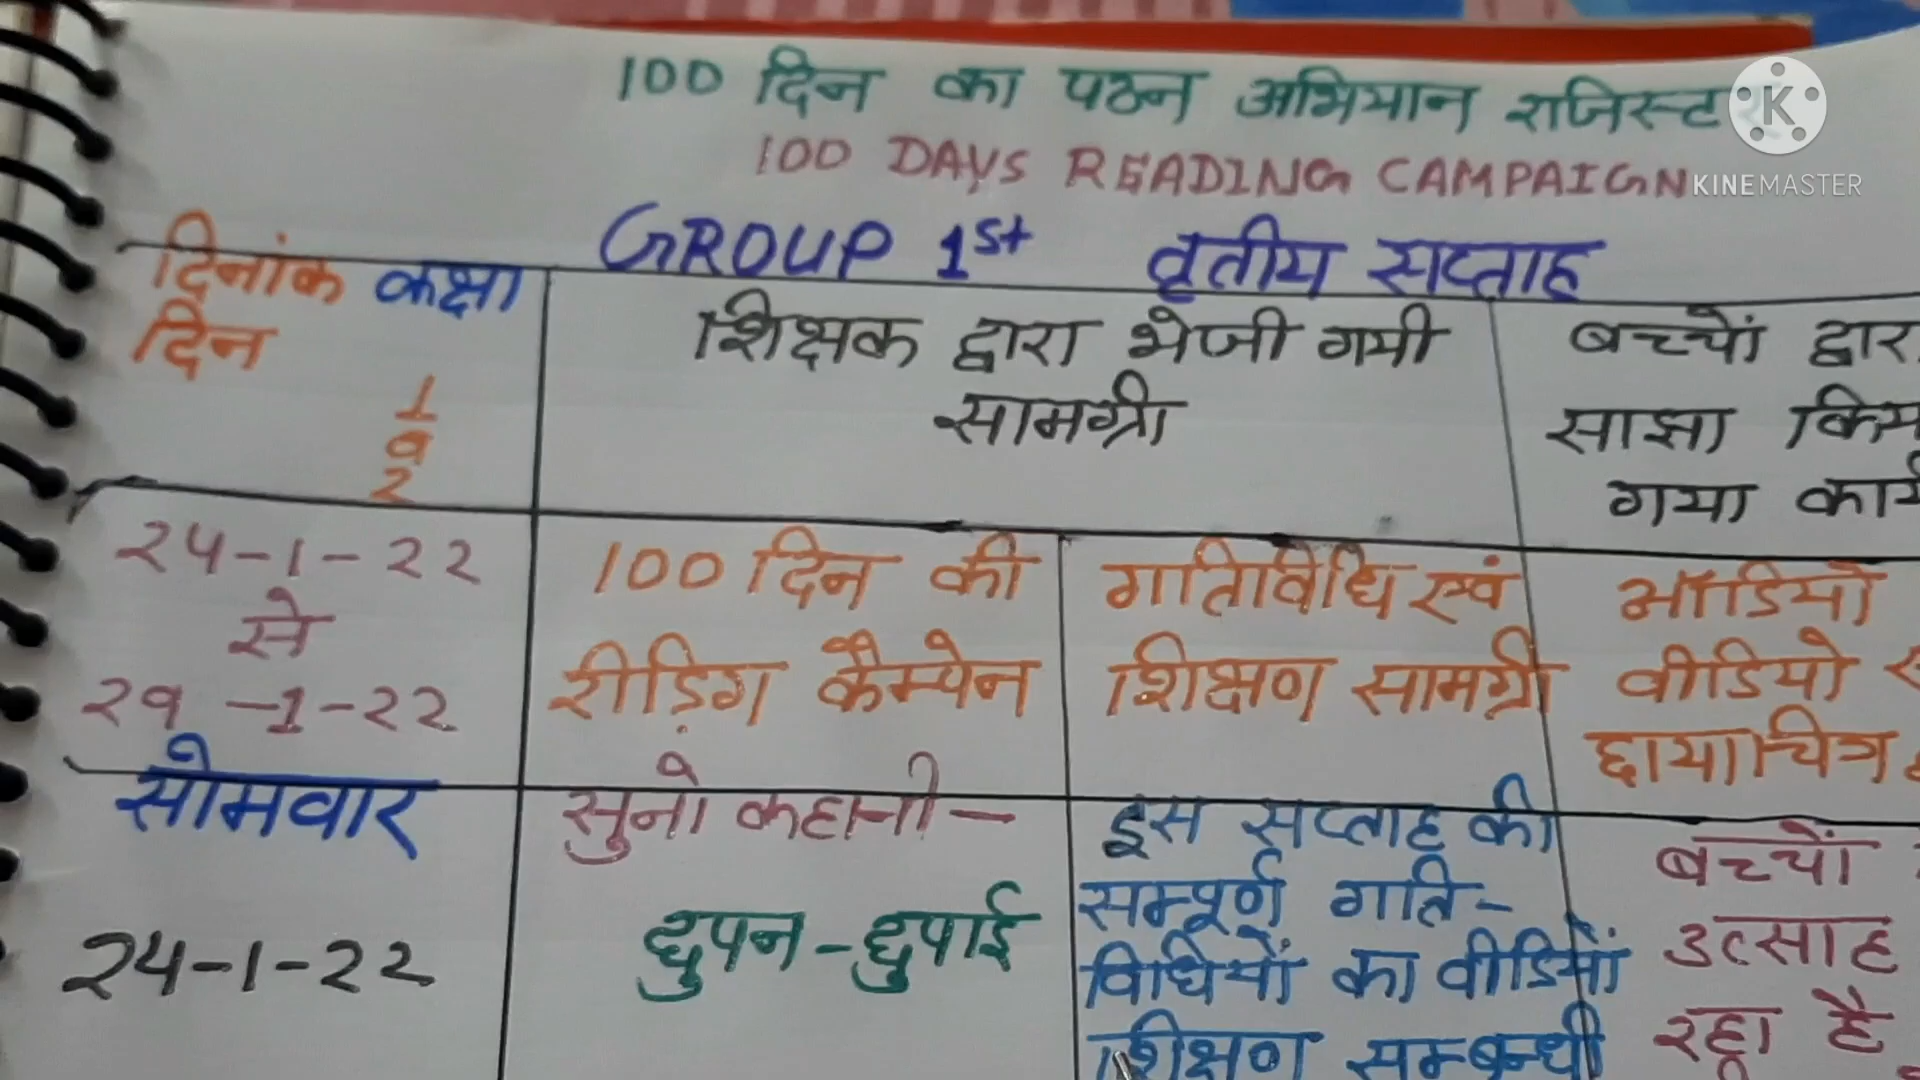 100 दिन का पठन अभियान रजिस्टर
100 DAYS READING CAMPAIGN
KINEMASTER
GROUP 1st तृतीय सप्ताह
दिनांक कक्षा
दिन
1
व
2
शिक्षक द्वारा भेजी गयी
सामग्री
बच्चों द्वारा
साझा किया
गया कार्य
24-1-22
से
29-1-22
100 दिन की
रीडिंग कैम्पेन
गतिविधि एवं
शिक्षण सामग्री
ऑडियो
वीडियो
छायाचित्र
सोमवार
24-1-22
सुनो कहानी-
छुपन-छुपाई
इस सप्ताह की
सम्पूर्ण गति-
विधियों का वीडियों
शिक्षण सम्बन्धी
बच्चों
उत्साह
रहा है